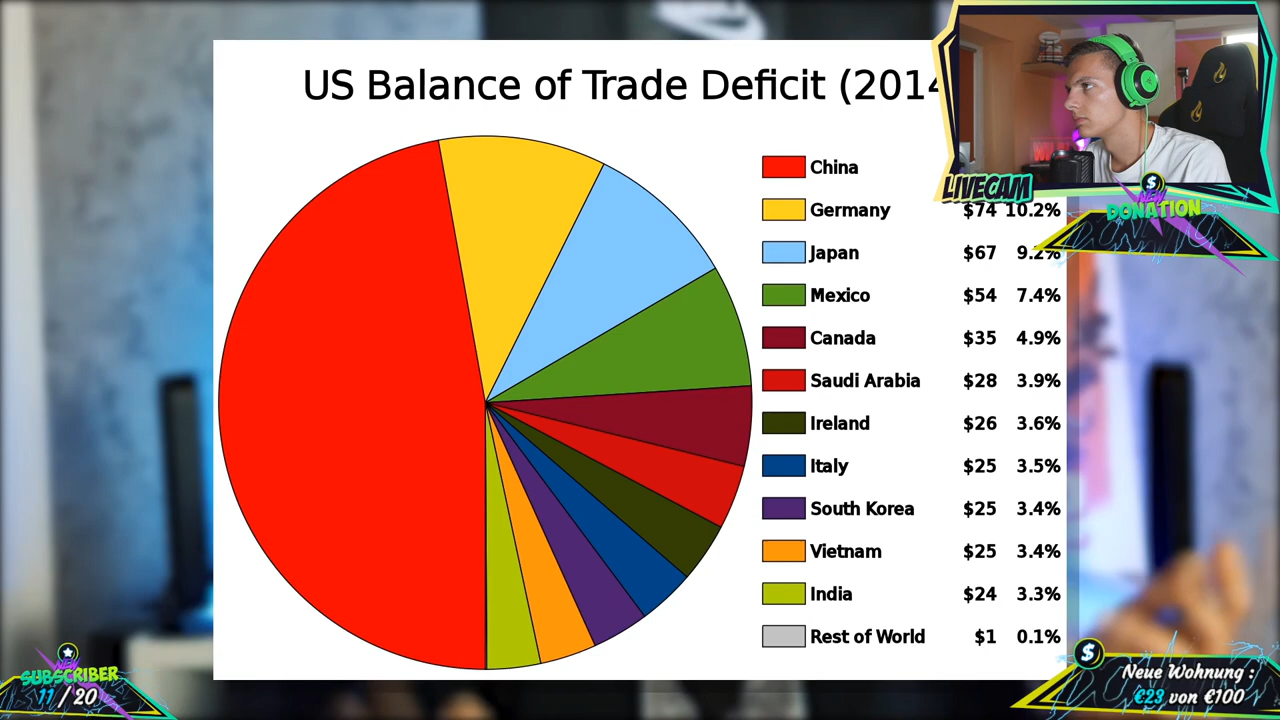 US Balance of Trade Deficit (2014
China
Germany $74 10.2%
Japan $67 9.2%
Mexico $54 7.4%
Canada $35 4.9%
Saudi Arabia $28 3.9%
Ireland $26 3.6%
Italy $25 3.5%
South Korea $25 3.4%
Vietnam $25 3.4%
India $24 3.3%
Rest of World $1 0.1%
LIVECAM
$
NEW
DONATION
NEW
SUBSCRIBER
11 / 20
$
Neue Wohnung :
€23 von €100